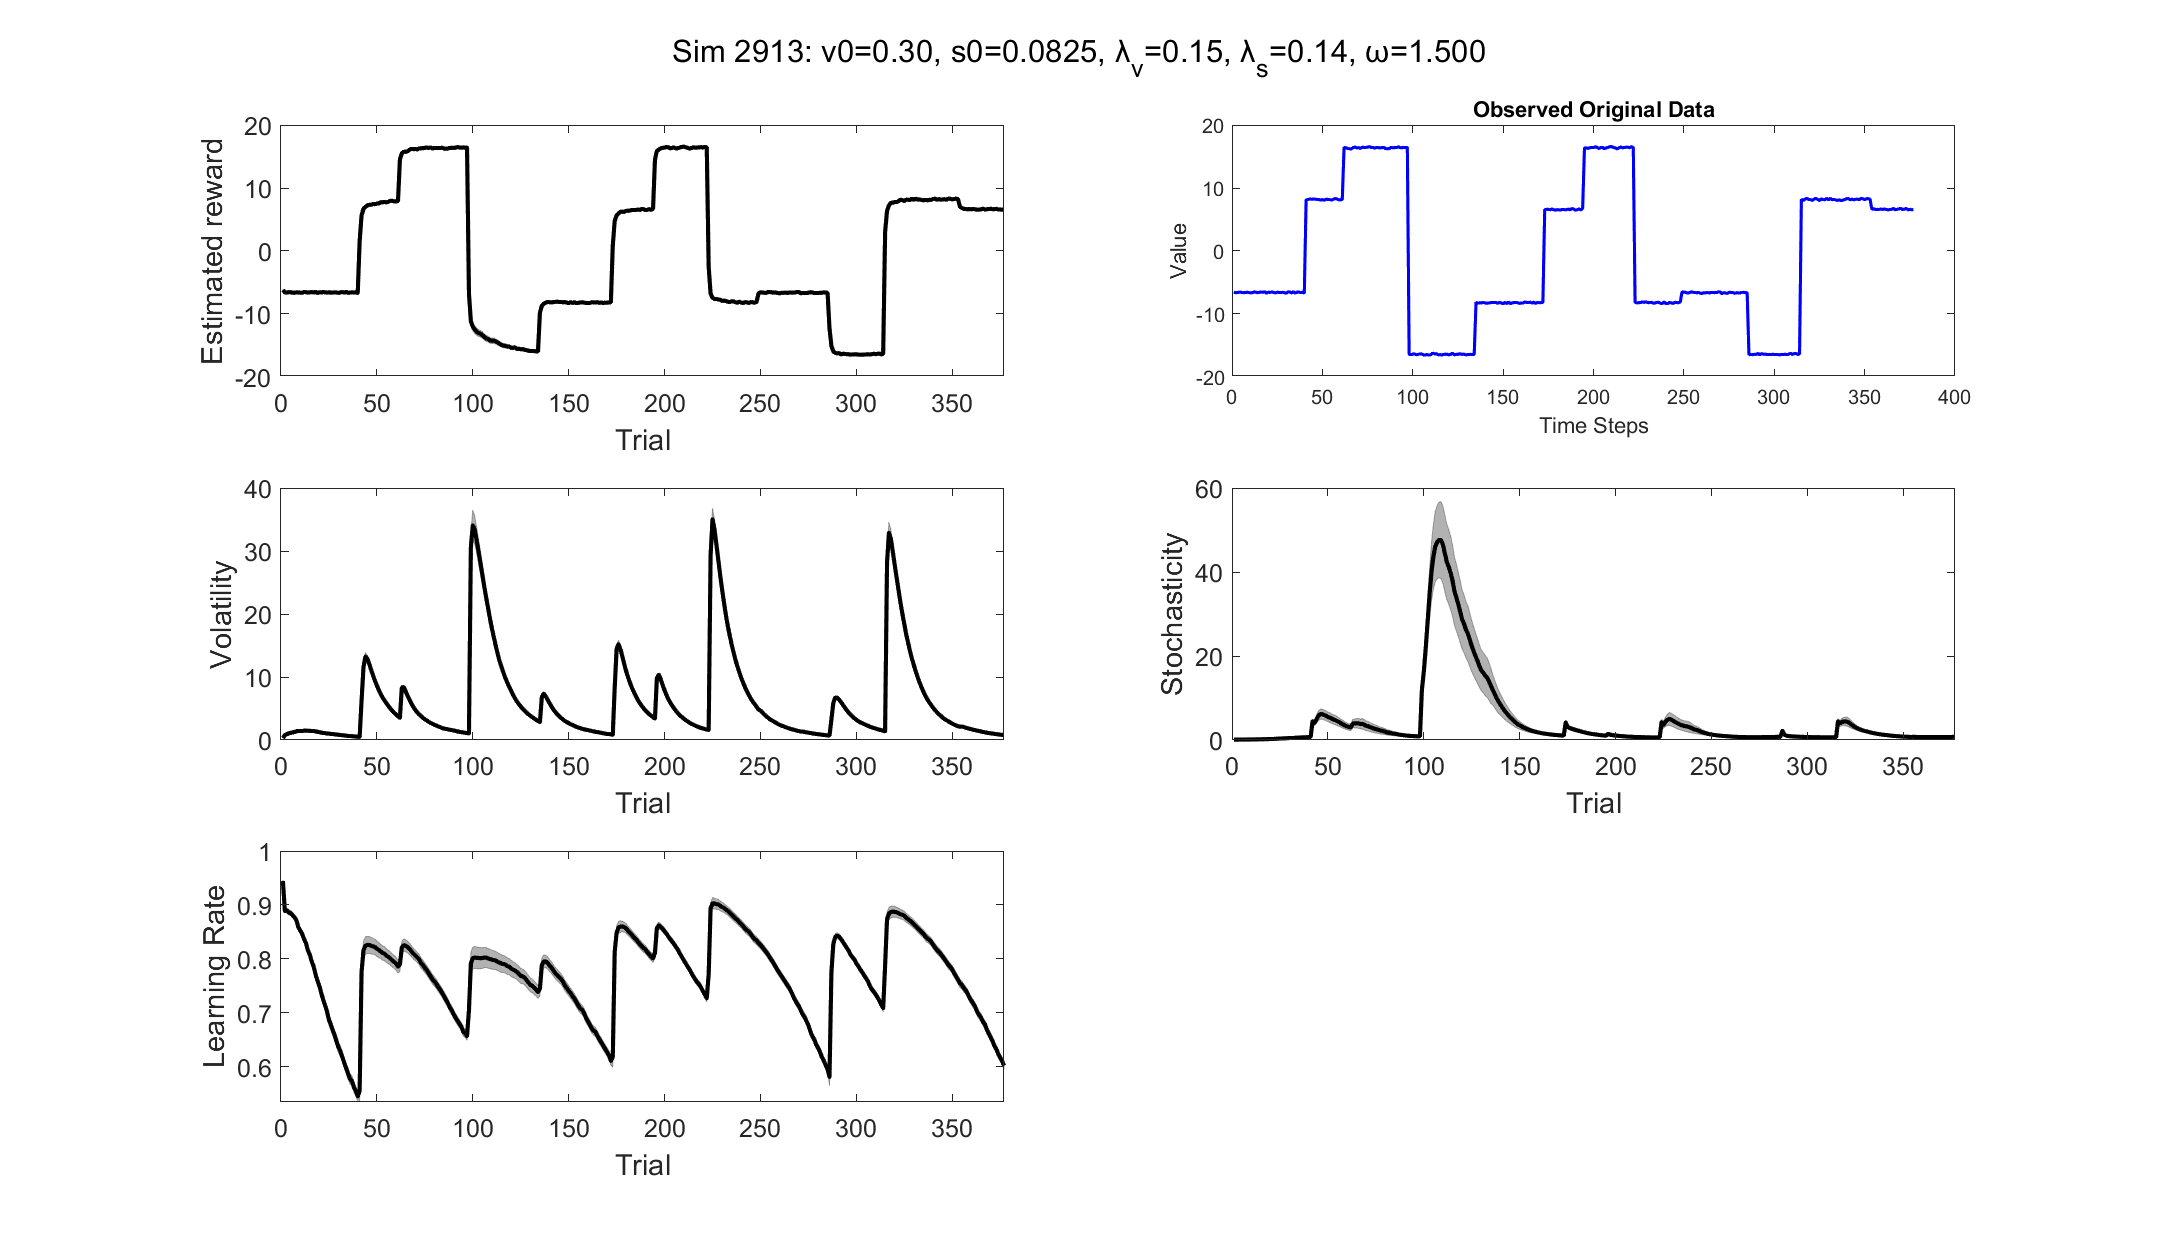 Sim 2913: v0=0.30, s0=0.0825, λ_v=0.15, λ_s=0.14, ω=1.500
Estimated reward
20
10
0
-10
-20
0 50 100 150 200 250 300 350
Trial
Observed Original Data
Value
20
10
0
-10
-20
0 50 100 150 200 250 300 350 400
Time Steps
Volatility
40
30
20
10
0
0 50 100 150 200 250 300 350
Trial
Stochasticity
60
40
20
0
0 50 100 150 200 250 300 350
Trial
Learning Rate
1
0.9
0.8
0.7
0.6
0 50 100 150 200 250 300 350
Trial